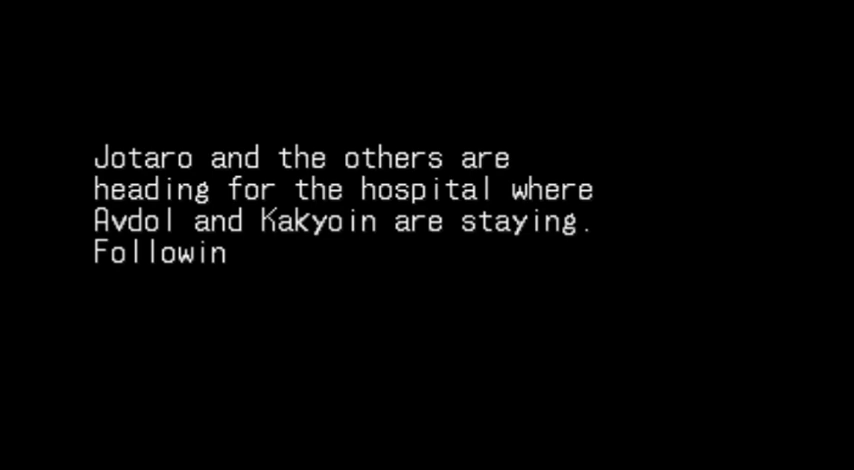 Jotaro and the others are
heading for the hospital where
Avdol and Kakyoin are staying.
Followin